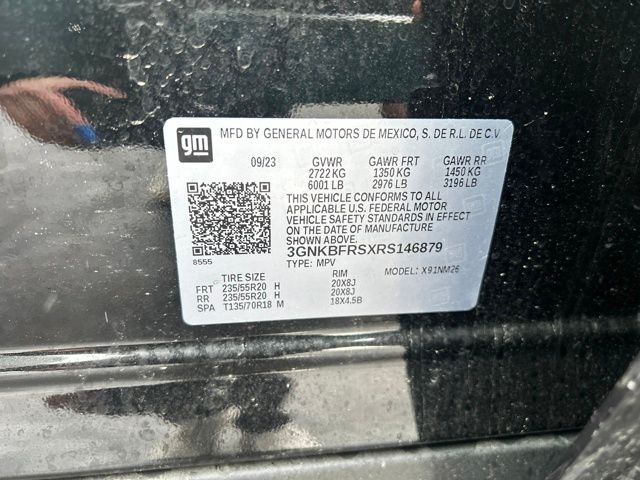 gm
MFD BY GENERAL MOTORS DE MEXICO, S. DE R.L. DE C.V.
09/23 GVWR GAWR FRT GAWR RR
2722 KG 1350 KG 1450 KG
6001 LB 2976 LB 3196 LB
THIS VEHICLE CONFORMS TO ALL
APPLICABLE U.S. FEDERAL MOTOR
VEHICLE SAFETY STANDARDS IN EFFECT
ON THE DATE OF MANUFACTURE
SHOWN ABOVE.
3GNKBFRSXRS146879
8555
TYPE: MPV MODEL: X91NM26
TIRE SIZE RIM
FRT 235/55R20 H 20X8J
RR 235/55R20 H 20X8J
SPA T135/70R18 M 18X4.5B